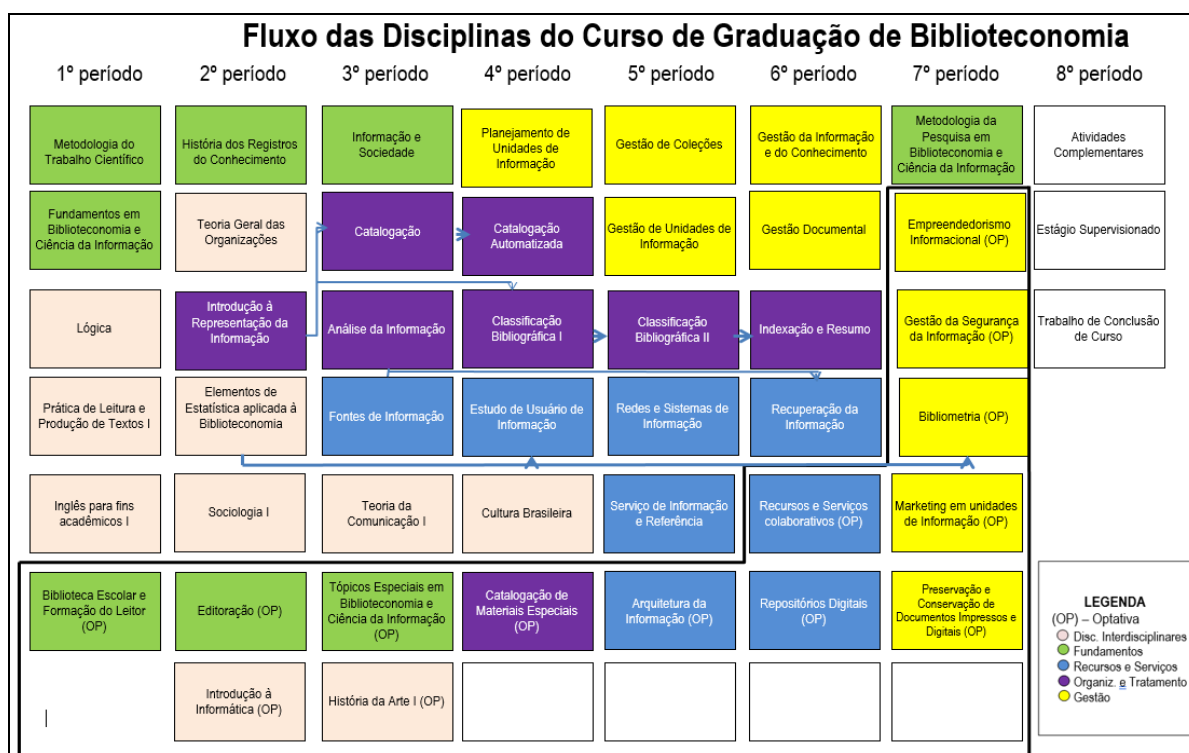 Fluxo das Disciplinas do Curso de Graduação de Biblioteconomia
1º período
2º período
3º período
4º período
5º período
6º período
7º período
8º período
Metodologia do
Trabalho Científico
História dos Registros
do Conhecimento
Informação e
Sociedade
Planejamento de
Unidades de
Informação
Gestão de Coleções
Gestão da Informação
e do Conhecimento
Metodologia da
Pesquisa em
Biblioteconomia e
Ciência da Informação
Atividades
Complementares
Fundamentos em
Biblioteconomia e
Ciência da Informação
Teoria Geral das
Organizações
Catalogação
Catalogação
Automatizada
Gestão de Unidades de
Informação
Gestão Documental
Empreendedorismo
Informacional (OP)
Estágio Supervisionado
Lógica
Introdução à
Representação da
Informação
Análise da Informação
Classificação
Bibliográfica I
Classificação
Bibliográfica II
Indexação e Resumo
Gestão da Segurança
da Informação (OP)
Trabalho de Conclusão
de Curso
Prática de Leitura e
Produção de Textos I
Elementos de
Estatística aplicada à
Biblioteconomia
Fontes de Informação
Estudo de Usuário de
Informação
Redes e Sistemas de
Informação
Recuperação da
Informação
Bibliometria (OP)
Inglês para fins
acadêmicos I
Sociologia I
Teoria da
Comunicação I
Cultura Brasileira
Serviço de Informação
e Referência
Recursos e Serviços
colaborativos (OP)
Marketing em unidades
de Informação (OP)
Biblioteca Escolar e
Formação do Leitor
(OP)
Editoração (OP)
Tópicos Especiais em
Biblioteconomia e
Ciência da Informação
(OP)
Catalogação de
Materiais Especiais
(OP)
Arquitetura da
Informação (OP)
Repositórios Digitais
(OP)
Preservação e
Conservação de
Documentos Impressos e
Digitais (OP)
Introdução à
Informática (OP)
História da Arte I (OP)
LEGENDA
(OP) – Optativa
Disc. Interdisciplinares
Fundamentos
Recursos e Serviços
Organiz. e Tratamento
Gestão